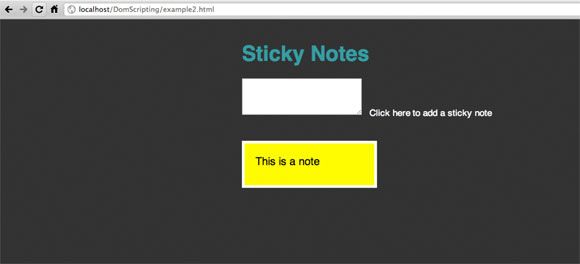 localhost/DomScripting/example2.html
Sticky Notes
Click here to add a sticky note
This is a note